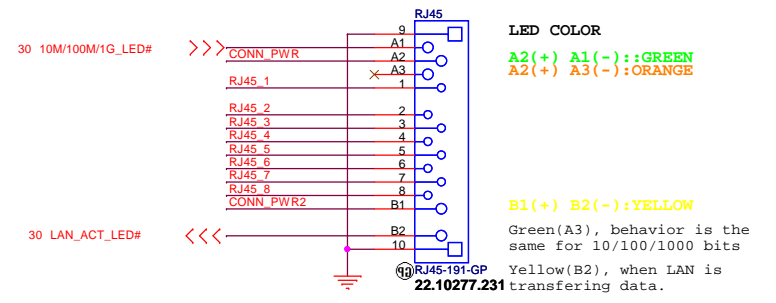 RJ45
LED COLOR
9
30 10M/100M/1G_LED#
A1
CONN_PWR
A2
A2(+) A1(-)::GREEN
A3
A2(+) A3(-):ORANGE
RJ45_1
1
RJ45_2
2
RJ45_3
3
RJ45_4
4
RJ45_5
5
RJ45_6
6
RJ45_7
7
RJ45_8
8
CONN_PWR2
B1
B1(+) B2(-):YELLOW
30 LAN_ACT_LED#
B2
10
Green(A3), behavior is the
same for 10/100/1000 bits
RJ45-191-GP
22.10277.231
Yellow(B2), when LAN is
transfering data.